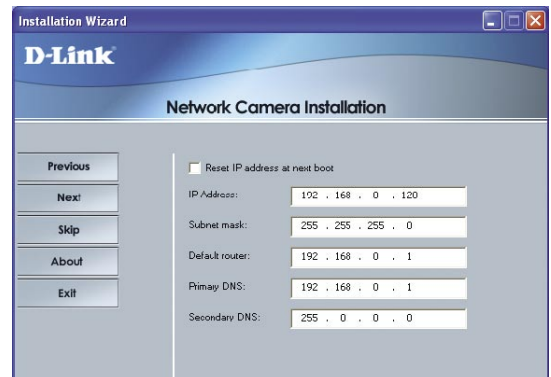 Installation Wizard
D-Link
Network Camera Installation
Previous
Next
Skip
About
Exit
Reset IP address at next boot
IP Address: 192 . 168 . 0 . 120
Subnet mask: 255 . 255 . 255 . 0
Default router: 192 . 168 . 0 . 1
Primary DNS: 192 . 168 . 0 . 1
Secondary DNS: 255 . 0 . 0 . 0